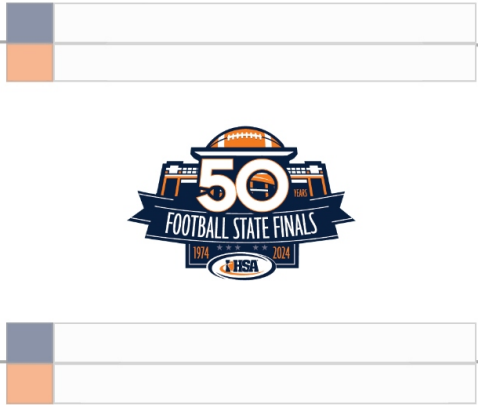 50
YEARS
FOOTBALL STATE FINALS
1974 2024
IHSA